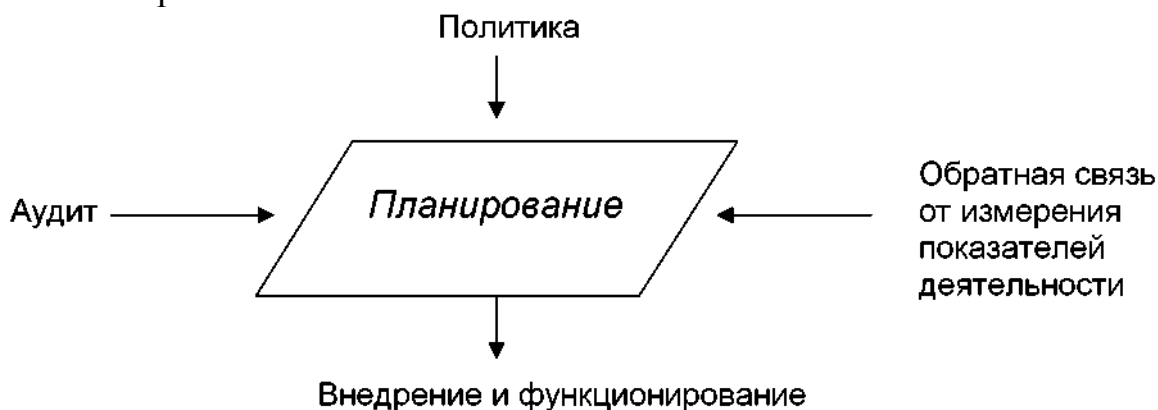 Политика
Аудит
Планирование
Обратная связь
от измерения
показателей
деятельности
Внедрение и функционирование